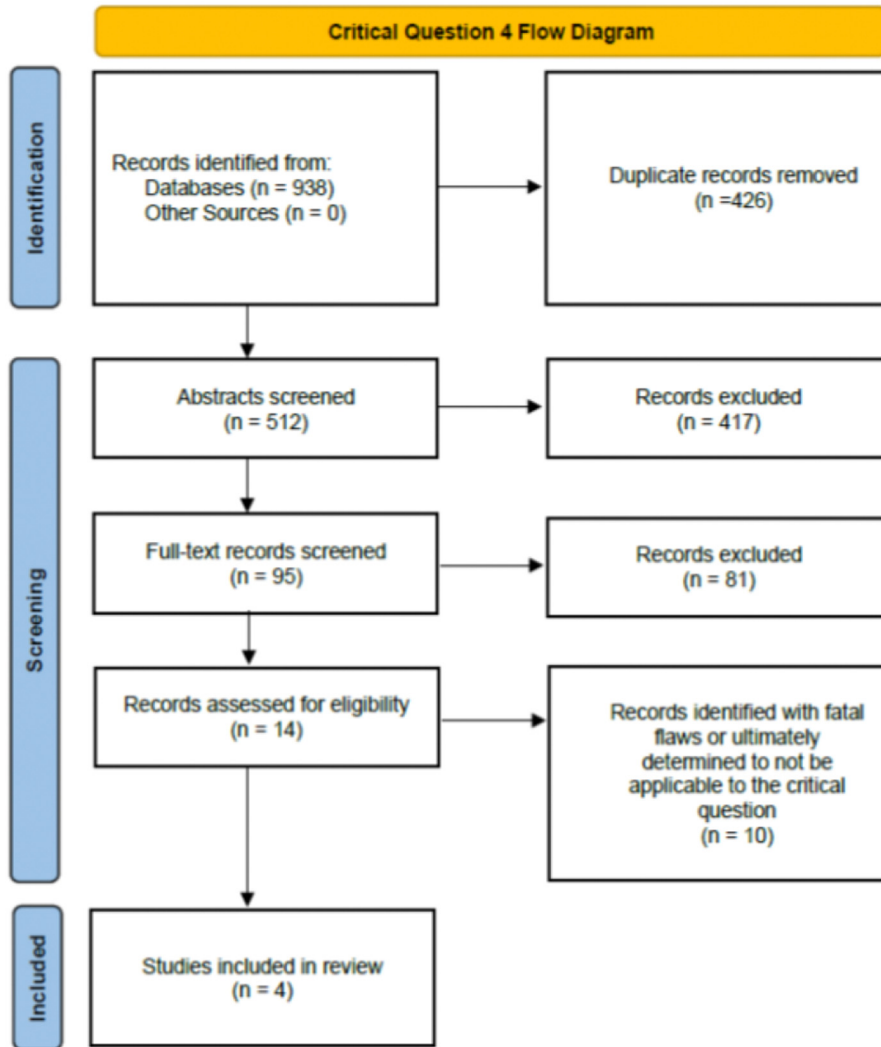 Critical Question 4 Flow Diagram
Identification
Records identified from:
Databases (n = 938)
Other Sources (n = 0)
Duplicate records removed
(n =426)
Screening
Abstracts screened
(n = 512)
Records excluded
(n = 417)
Full-text records screened
(n = 95)
Records excluded
(n = 81)
Records assessed for eligibility
(n = 14)
Records identified with fatal
flaws or ultimately
determined to not be
applicable to the critical
question
(n = 10)
Included
Studies included in review
(n = 4)